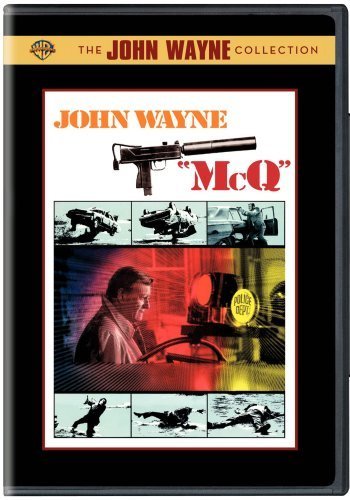 THE JOHN WAYNE COLLECTION
JOHN WAYNE
"McQ"
POLICE
DEPT.